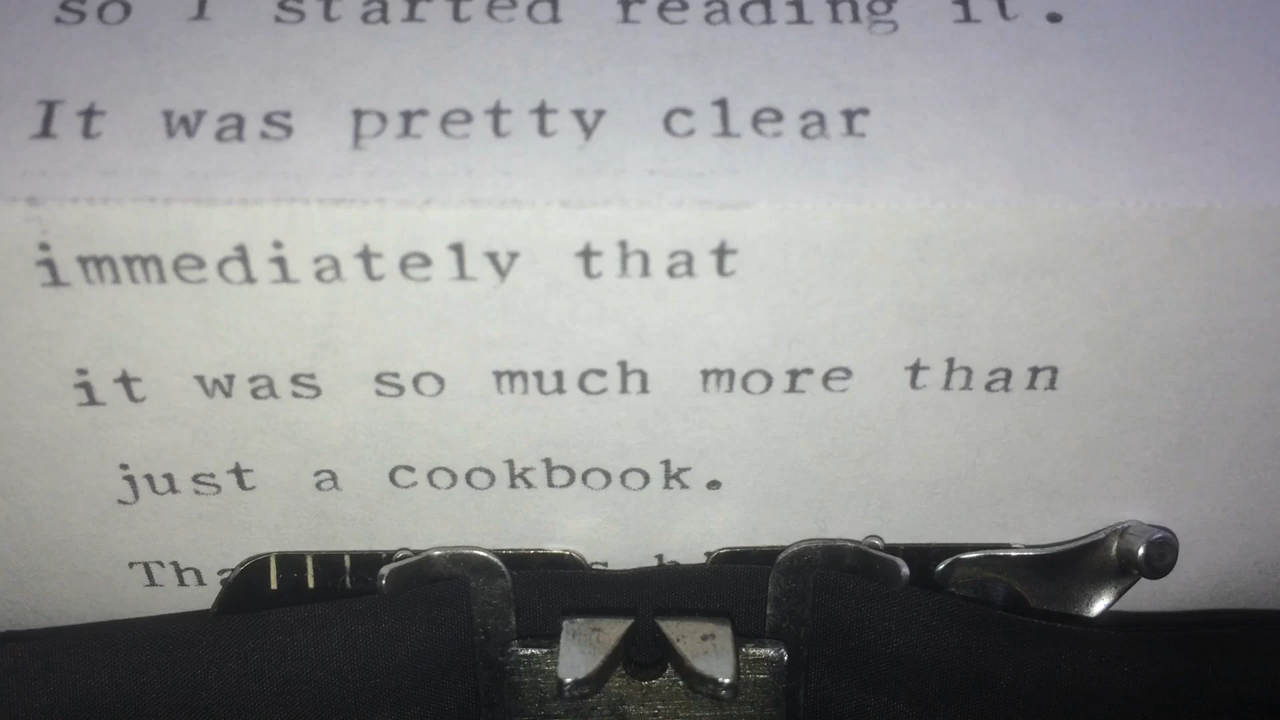 so I started reading it.
It was pretty clear
immediately that
it was so much more than
just a cookbook.